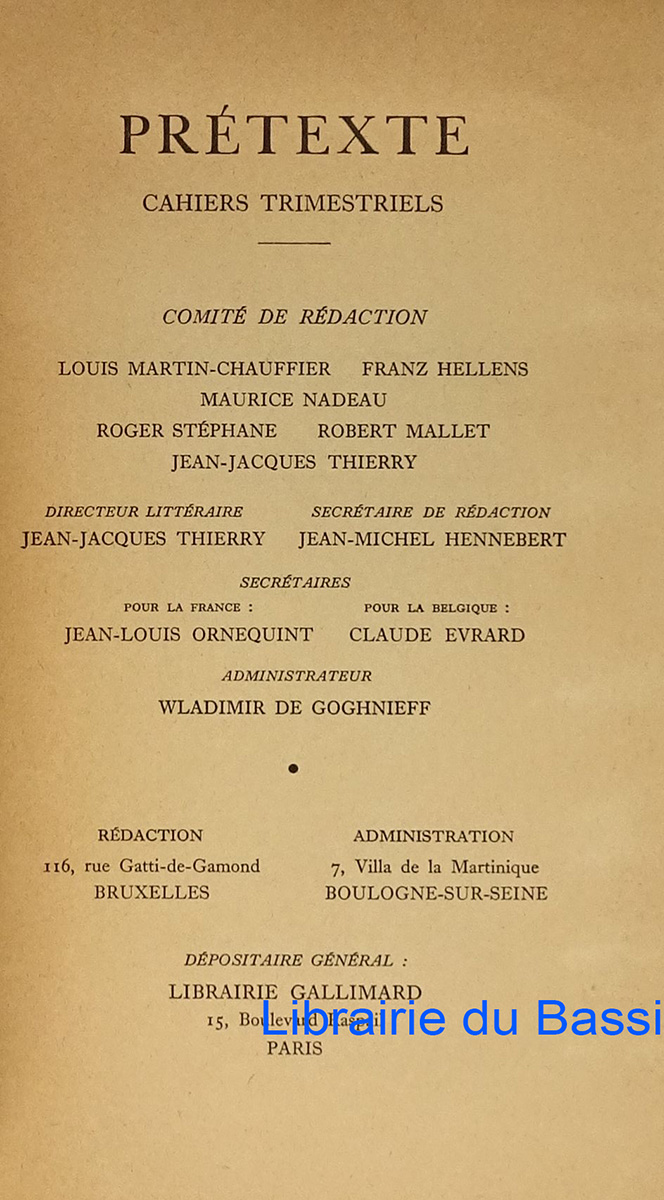 PRÉTEXTE
CAHIERS TRIMESTRIELS
COMITÉ DE RÉDACTION
LOUIS MARTIN-CHAUFFIER FRANZ HELLENS
MAURICE NADEAU
ROGER STÉPHANE ROBERT MALLET
JEAN-JACQUES THIERRY
DIRECTEUR LITTÉRAIRE SECRÉTAIRE DE RÉDACTION
JEAN-JACQUES THIERRY JEAN-MICHEL HENNEBERT
SECRÉTAIRES
POUR LA FRANCE : POUR LA BELGIQUE :
JEAN-LOUIS ORNEQUINT CLAUDE EVRARD
ADMINISTRATEUR
WLADIMIR DE GOGHNIEFF
•
RÉDACTION ADMINISTRATION
116, rue Gatti-de-Gamond 7, Villa de la Martinique
BRUXELLES BOULOGNE-SUR-SEINE
DÉPOSITAIRE GÉNÉRAL :
LIBRAIRIE GALLIMARD
15, Boulevard Raspail
Librairie du Bassi
PARIS